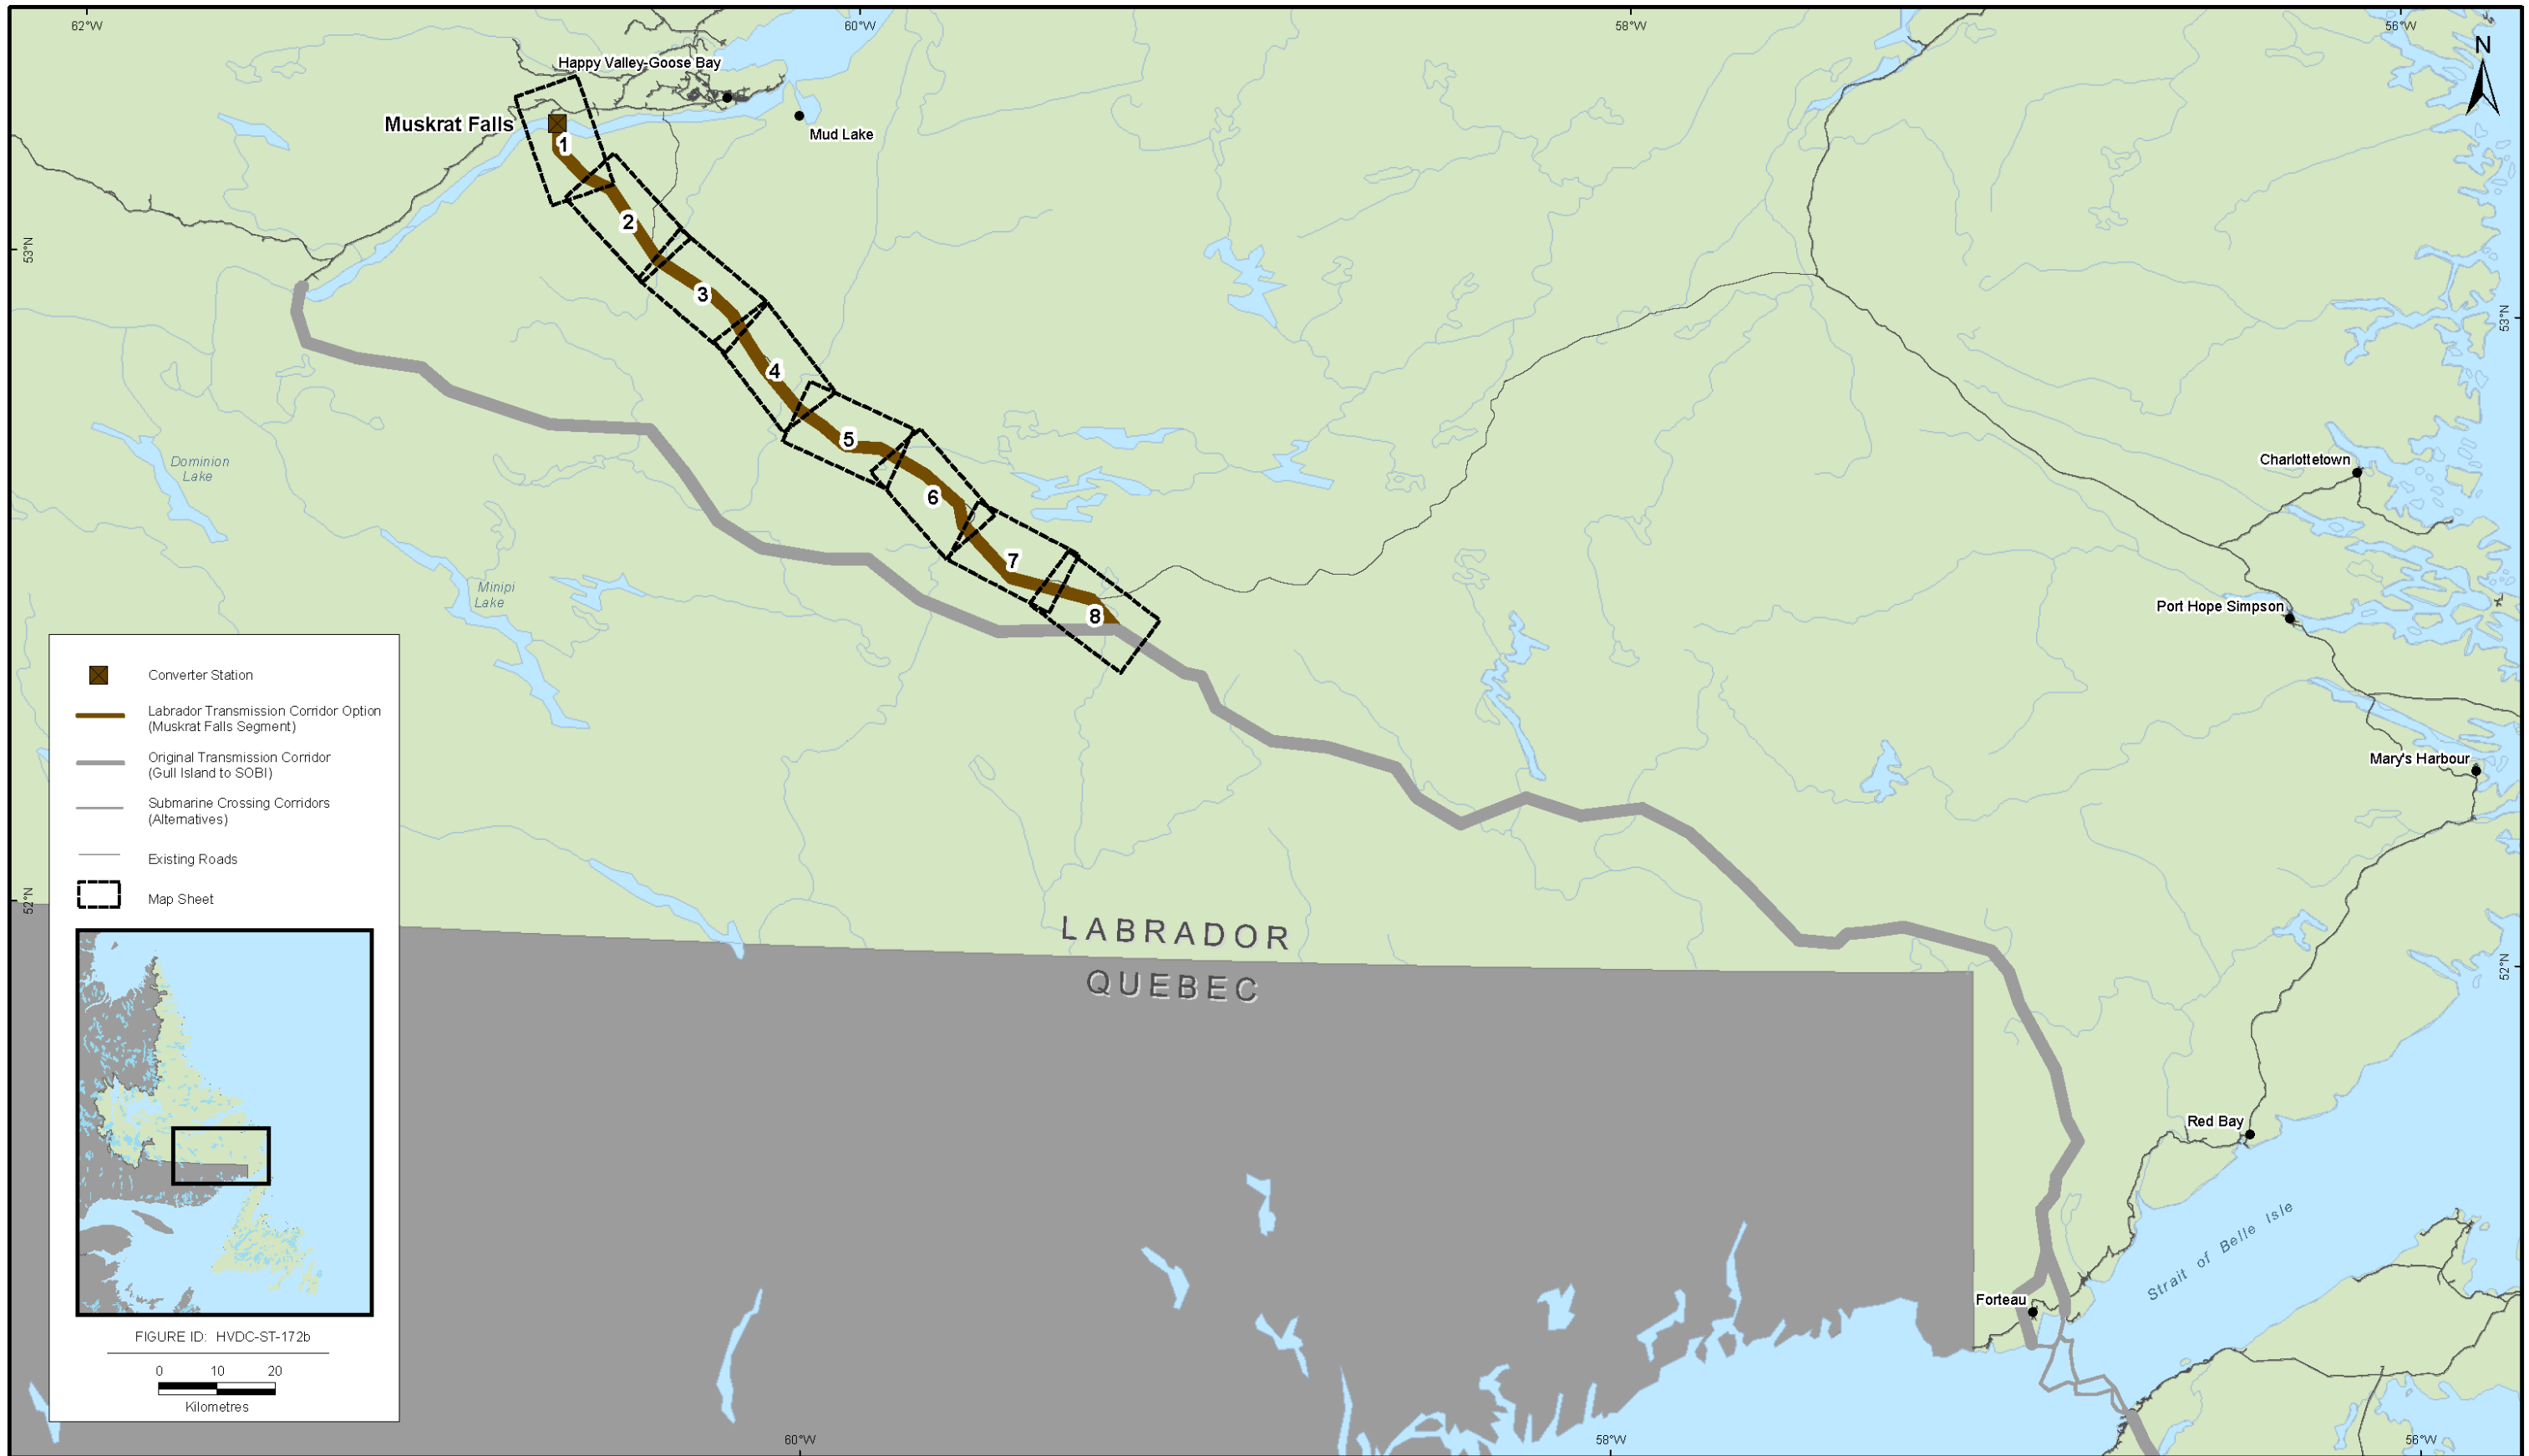 62°W
60°W
58°W
56°W
N
Happy Valley-Goose Bay
Muskrat Falls
Mud Lake
1
2
53°N
3
53°N
4
5
Charlottetown
Dominion
Lake
6
7
Minipi
Lake
8
Port Hope Simpson
Mary's Harbour
52°N
52°N
LABRADOR
QUEBEC
Red Bay
Strait of Belle Isle
Forteau
Converter Station
Labrador Transmission Corridor Option
(Muskrat Falls Segment)
Original Transmission Corridor
(Gull Island to SOBI)
Submarine Crossing Corridors
(Alternatives)
Existing Roads
Map Sheet
FIGURE ID: HVDC-ST-172b
0 10 20
Kilometres
60°W
58°W
56°W